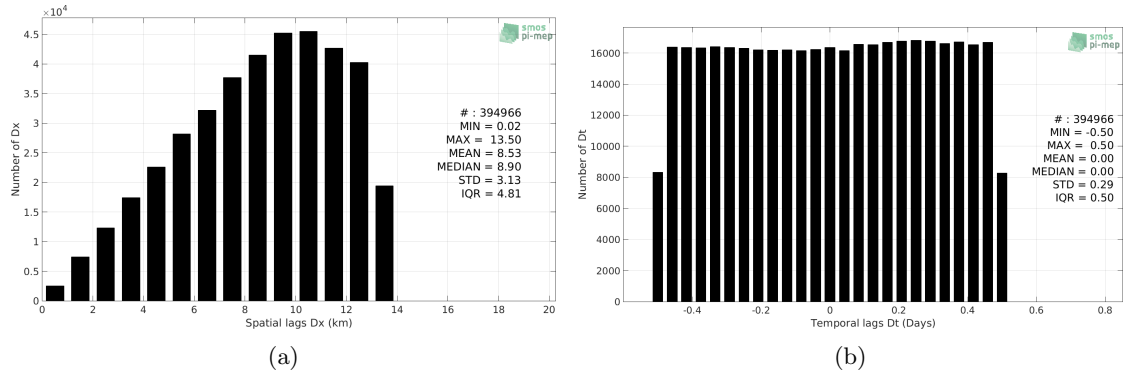 ×10⁴
4.5
4
3.5
3
2.5
2
1.5
1
0.5
0
Number of Dx
smos
pi-mep
# : 394966
MIN = 0.02
MAX = 13.50
MEAN = 8.53
MEDIAN = 8.90
STD = 3.13
IQR = 4.81
0 2 4 6 8 10 12 14 16 18 20
Spatial lags Dx (km)
(a)
16000
14000
12000
10000
8000
6000
4000
2000
0
Number of Dt
smos
pi-mep
# : 394966
MIN = -0.50
MAX = 0.50
MEAN = 0.00
MEDIAN = 0.00
STD = 0.29
IQR = 0.50
-0.4 -0.2 0 0.2 0.4 0.6 0.8
Temporal lags Dt (Days)
(b)